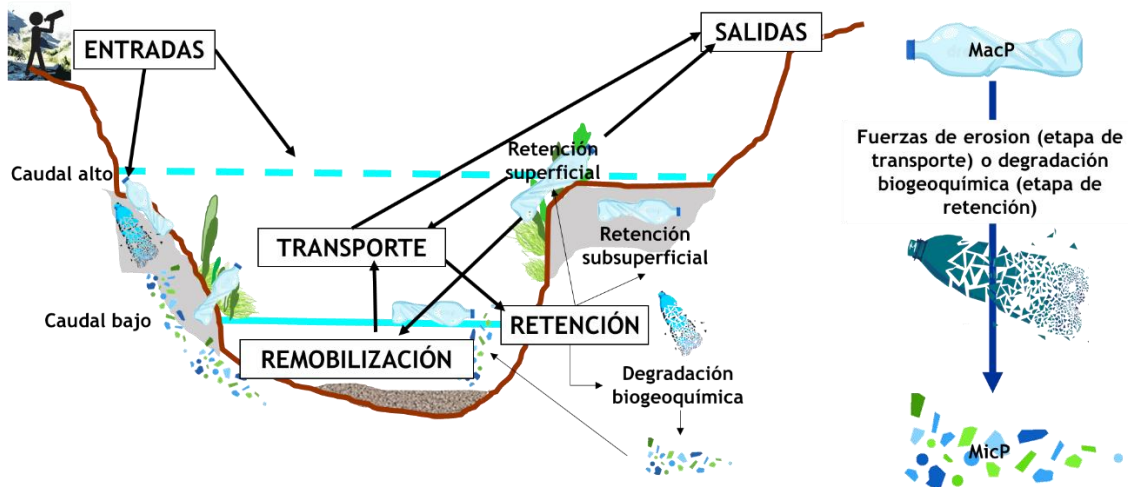 ENTRADAS
SALIDAS
Caudal alto
Retención
superficial
TRANSPORTE
Retención
subsuperficial
Caudal bajo
RETENCIÓN
REMOBILIZACIÓN
Degradación
biogeoquímica
MacP
Fuerzas de erosion (etapa de
transporte) o degradación
biogeoquímica (etapa de
retención)
MicP